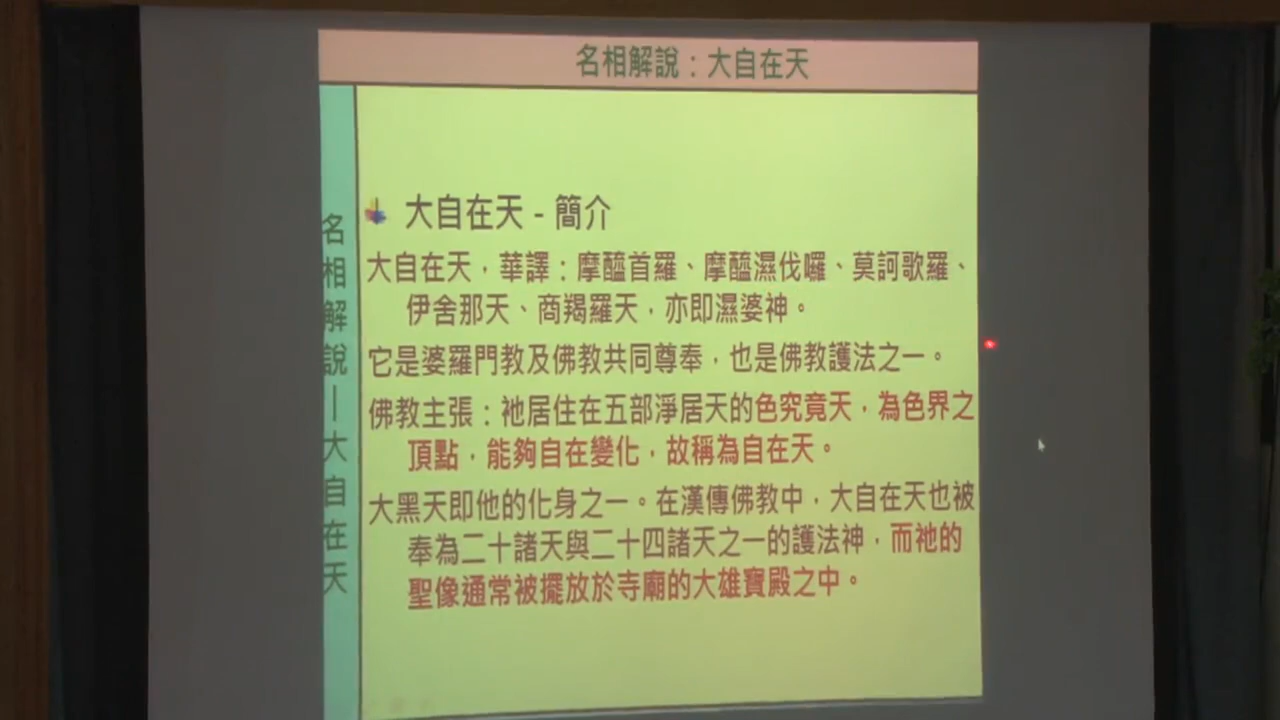 名相解說：大自在天
名相解說｜大自在天
大自在天 - 簡介
大自在天，華譯：摩醯首羅、摩醯濕伐囉、莫訶歌羅、
伊舍那天、商羯羅天，亦即濕婆神。
它是婆羅門教及佛教共同尊奉，也是佛教護法之一。
佛教主張：祂居住在五部淨居天的色究竟天，為色界之
頂點，能夠自在變化，故稱為自在天。
大黑天即他的化身之一。在漢傳佛教中，大自在天也被
奉為二十諸天與二十四諸天之一的護法神，而祂的
聖像通常被擺放於寺廟的大雄寶殿之中。